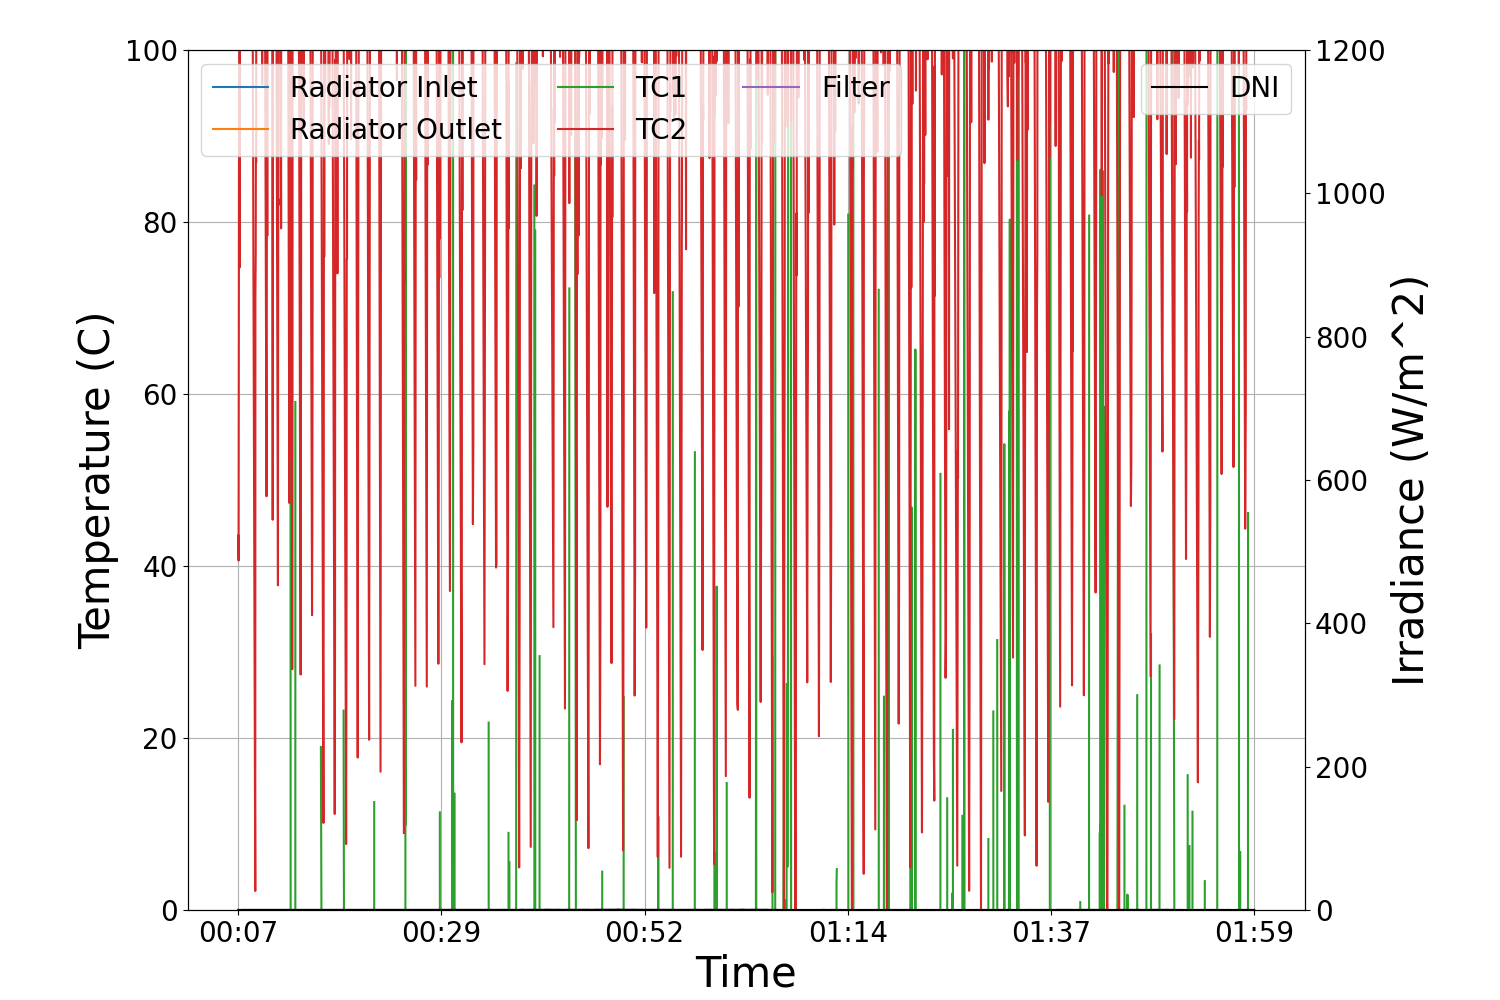 100
80
60
40
20
0
Temperature (C)
Radiator Inlet
Radiator Outlet
TC1
TC2
Filter
DNI
1200
1000
800
600
400
200
0
Irradiance (W/m^2)
00:07
00:29
00:52
01:14
01:37
01:59
Time